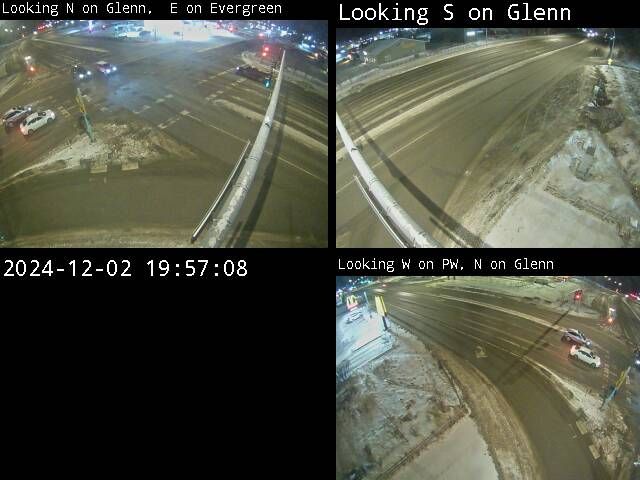 Looking N on Glenn,  E on Evergreen
Looking S on Glenn
2024-12-02 19:57:08
Looking W on PW, N on Glenn